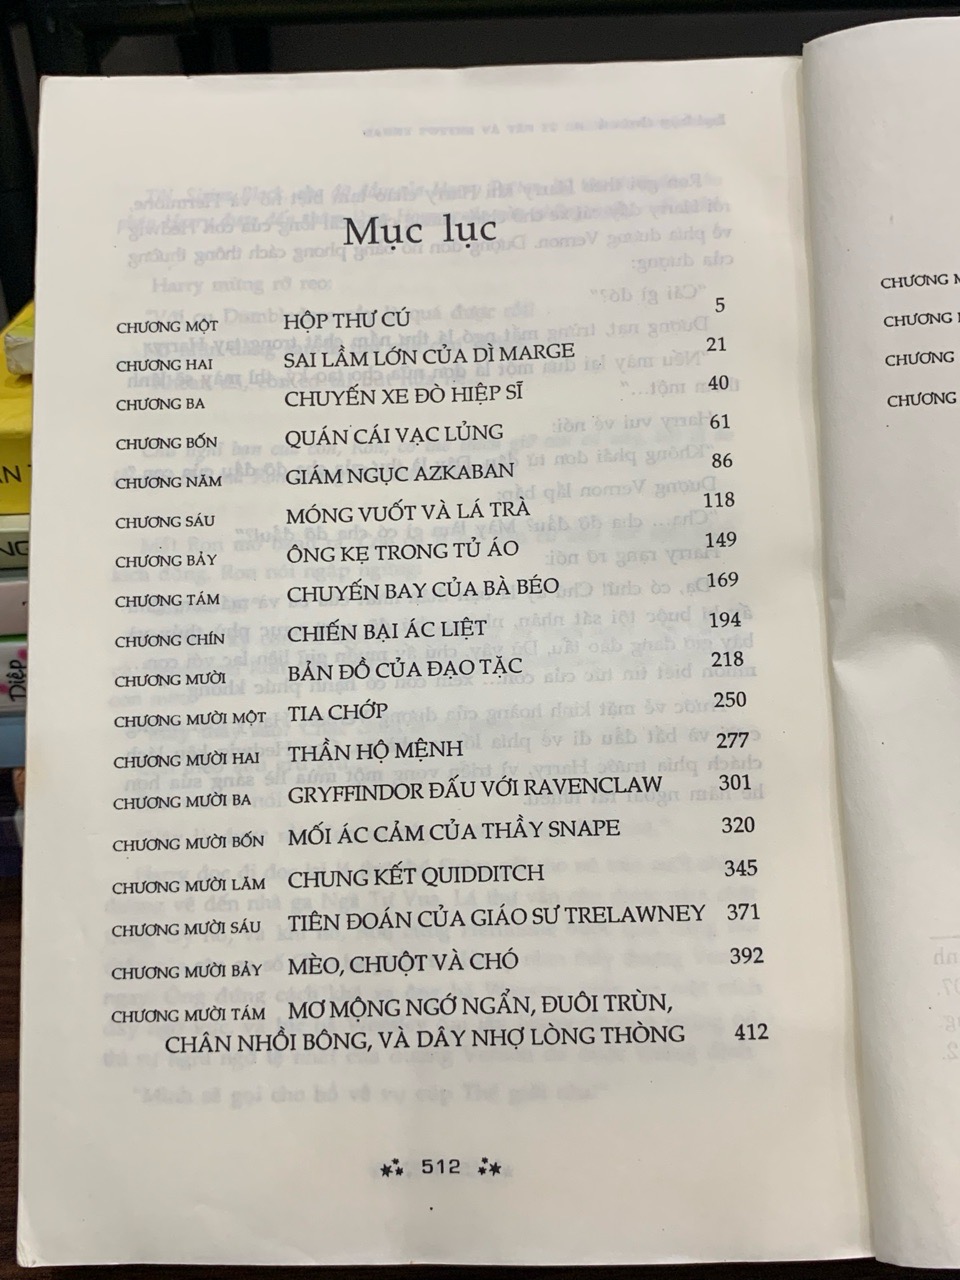 Mục lục
CHƯƠNG MỘT HỘP THƯ CÚ 5
CHƯƠNG HAI SAI LẦM LỚN CỦA DÌ MARGE 21
CHƯƠNG BA CHUYẾN XE ĐÒ HIỆP SĨ 40
CHƯƠNG BỐN QUÁN CÁI VẠC LỦNG 61
CHƯƠNG NĂM GIÁM NGỤC AZKABAN 86
CHƯƠNG SÁU MÓNG VUỐT VÀ LÁ TRÀ 118
CHƯƠNG BẢY ÔNG KẸ TRONG TỦ ÁO 149
CHƯƠNG TÁM CHUYẾN BAY CỦA BÀ BÉO 169
CHƯƠNG CHÍN CHIẾN BẠI ÁC LIỆT 194
CHƯƠNG MƯỜI BẢN ĐỒ CỦA ĐẠO TẶC 218
CHƯƠNG MƯỜI MỘT TIA CHỚP 250
CHƯƠNG MƯỜI HAI THẦN HỘ MỆNH 277
CHƯƠNG MƯỜI BA GRYFFINDOR ĐẤU VỚI RAVENCLAW 301
CHƯƠNG MƯỜI BỐN MỐI ÁC CẢM CỦA THẦY SNAPE 320
CHƯƠNG MƯỜI LĂM CHUNG KẾT QUIDDITCH 345
CHƯƠNG MƯỜI SÁU TIÊN ĐOÁN CỦA GIÁO SƯ TRELAWNEY 371
CHƯƠNG MƯỜI BẢY MÈO, CHUỘT VÀ CHÓ 392
CHƯƠNG MƯỜI TÁM MƠ MỘNG NGỚ NGẨN, ĐUÔI TRÙN,
CHÂN NHỒI BÔNG, VÀ DÂY NHỢ LÒNG THÒNG 412
512
CHƯƠNG M
CHƯƠNG
CHƯƠNG
CHƯƠNG
Diệp